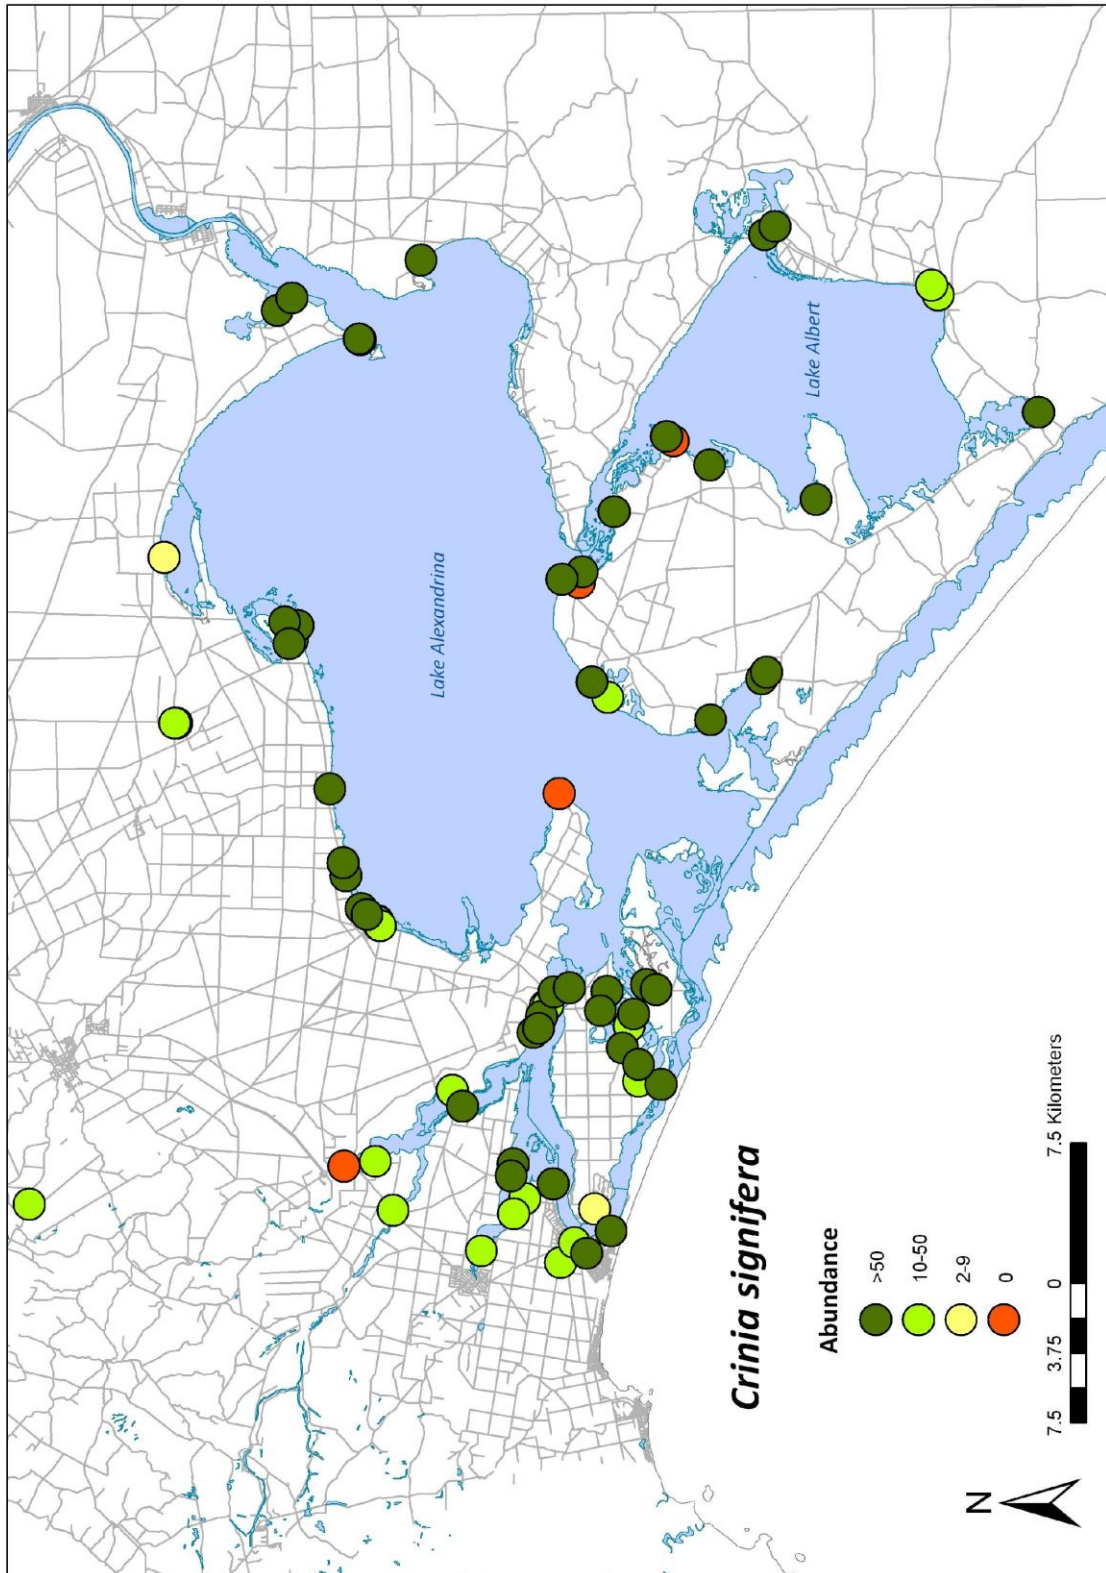 Lake Alexandrina
Lake Albert
Crinia signifera
Abundance
>50
10-50
2-9
0
7.5 3.75 0 7.5 Kilometers
N